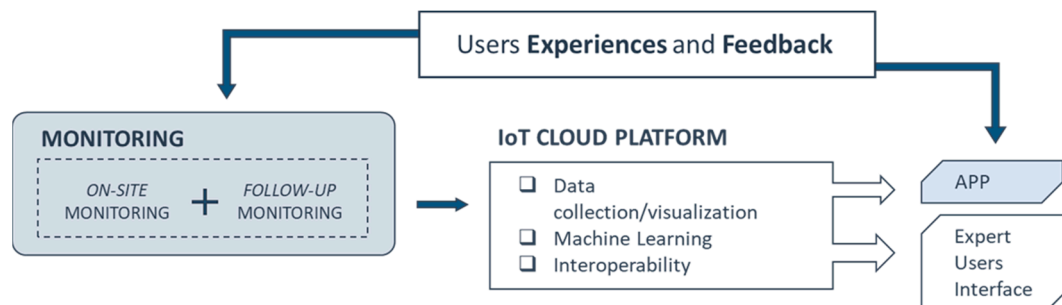 Users Experiences and Feedback
MONITORING
ON-SITE
MONITORING
+
FOLLOW-UP
MONITORING
IoT CLOUD PLATFORM
Data
collection/visualization
Machine Learning
Interoperability
APP
Expert
Users
Interface